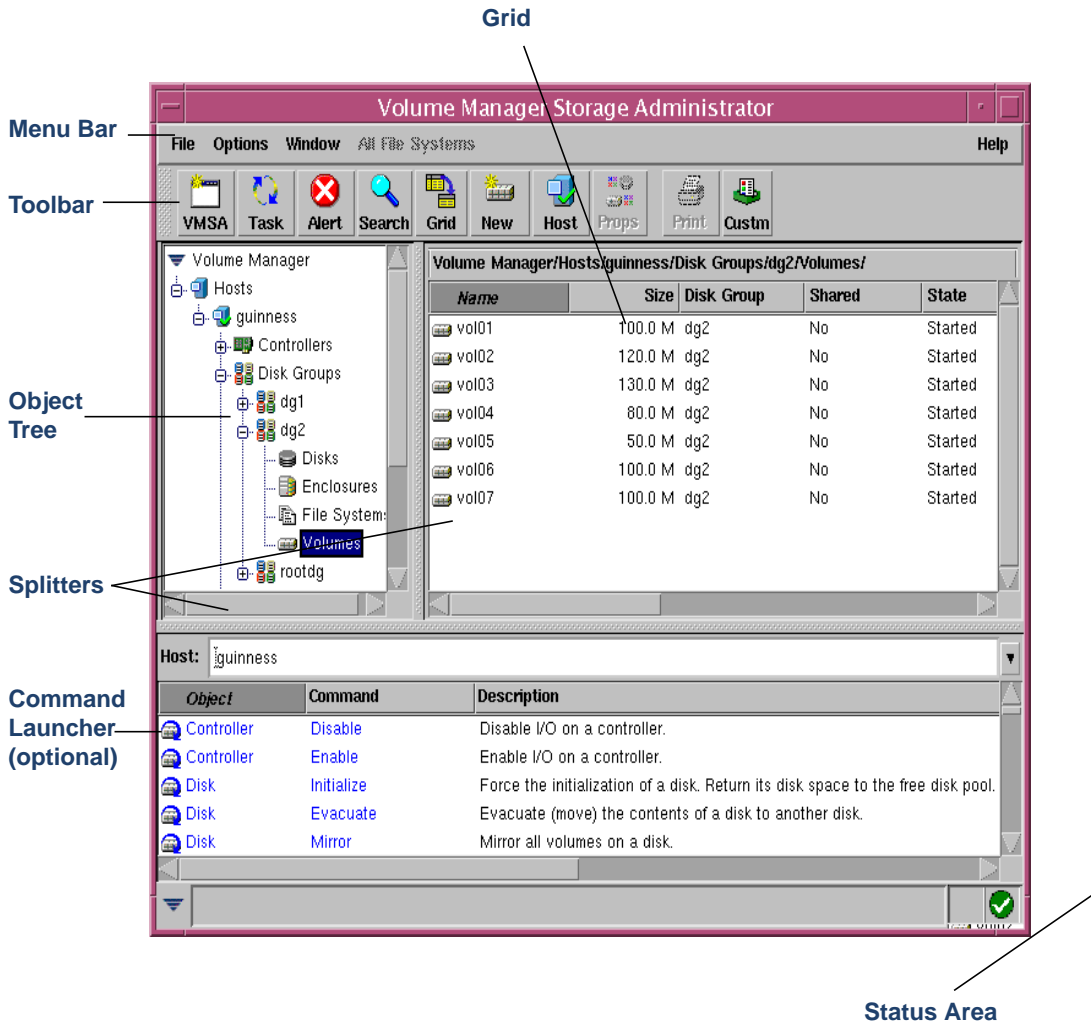 Grid
Volume Manager Storage Administrator
Menu Bar
File Options Window All File Systems Help
Toolbar
VMSA Task Alert Search Grid New Host Props Print Custm
Volume Manager
Hosts
guinness
Controllers
Disk Groups
dg1
dg2
Disks
Enclosures
File System
Volumes
rootdg
Object
Tree
Splitters
Volume Manager/Hosts/guinness/Disk Groups/dg2/Volumes/
Name Size Disk Group Shared State
vol01 100.0 M dg2 No Started
vol02 120.0 M dg2 No Started
vol03 130.0 M dg2 No Started
vol04 80.0 M dg2 No Started
vol05 50.0 M dg2 No Started
vol06 100.0 M dg2 No Started
vol07 100.0 M dg2 No Started
Host: guinness
Command
Launcher
(optional)
Object Command Description
Controller Disable Disable I/O on a controller.
Controller Enable Enable I/O on a controller.
Disk Initialize Force the initialization of a disk. Return its disk space to the free disk pool.
Disk Evacuate Evacuate (move) the contents of a disk to another disk.
Disk Mirror Mirror all volumes on a disk.
Status Area